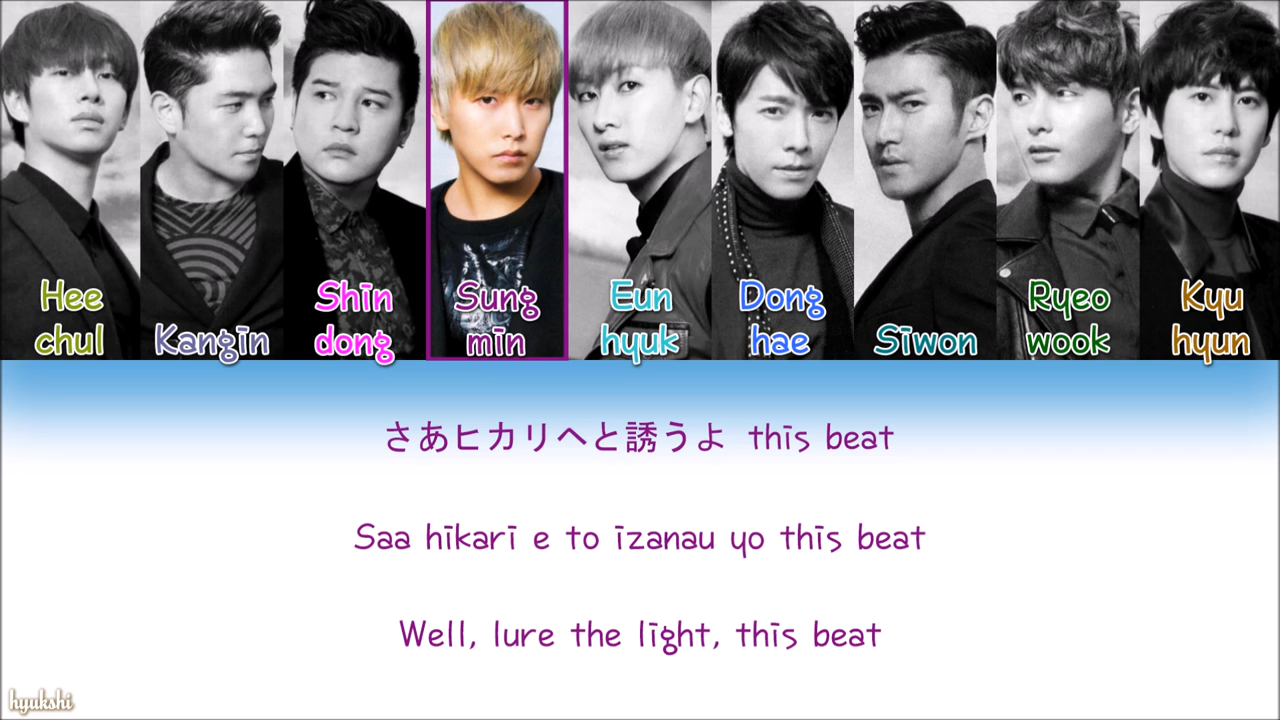 Hee
chul
Kangin
Shin
dong
Sung
min
Eun
hyuk
Dong
hae
Siwon
Ryeo
wook
Kyu
hyun
さあヒカリへと誘うよ this beat
Saa hikari e to izanau yo this beat
Well, lure the light, this beat
hyukshi